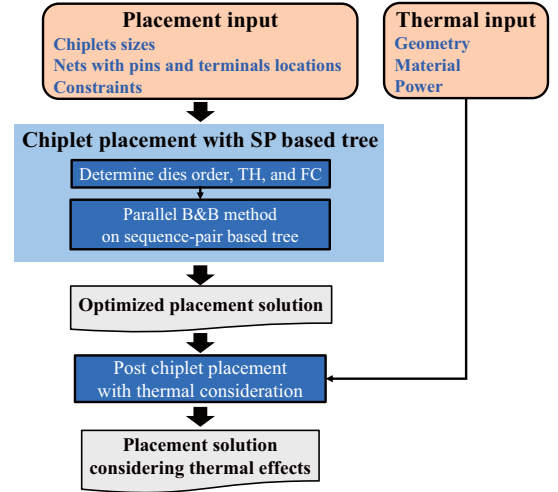 Placement input
Chiplets sizes
Nets with pins and terminals locations
Constraints
Thermal input
Geometry
Material
Power
Chiplet placement with SP based tree
Determine dies order, TH, and FC
Parallel B&B method
on sequence-pair based tree
Optimized placement solution
Post chiplet placement
with thermal consideration
Placement solution
considering thermal effects